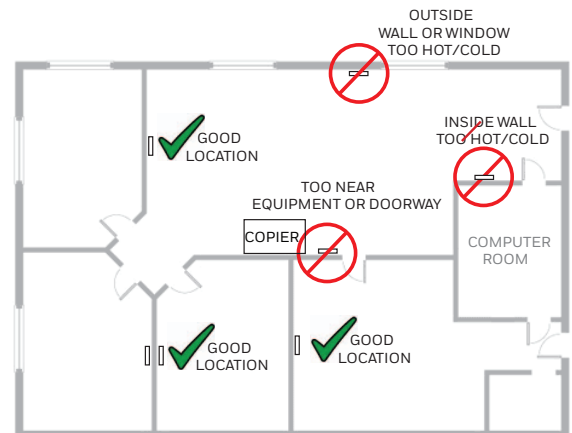 OUTSIDE
WALL OR WINDOW
TOO HOT/COLD
INSIDE WALL
TOO HOT/COLD
GOOD
LOCATION
TOO NEAR
EQUIPMENT OR DOORWAY
COPIER
COMPUTER
ROOM
GOOD
LOCATION
GOOD
LOCATION